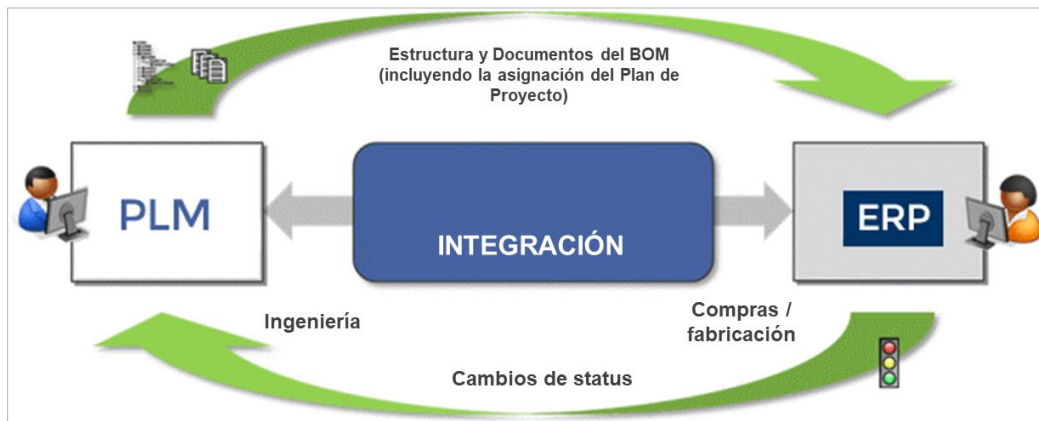 Estructura y Documentos del BOM
(incluyendo la asignación del Plan de
Proyecto)
PLM
INTEGRACIÓN
ERP
Ingeniería
Compras /
fabricación
Cambios de status